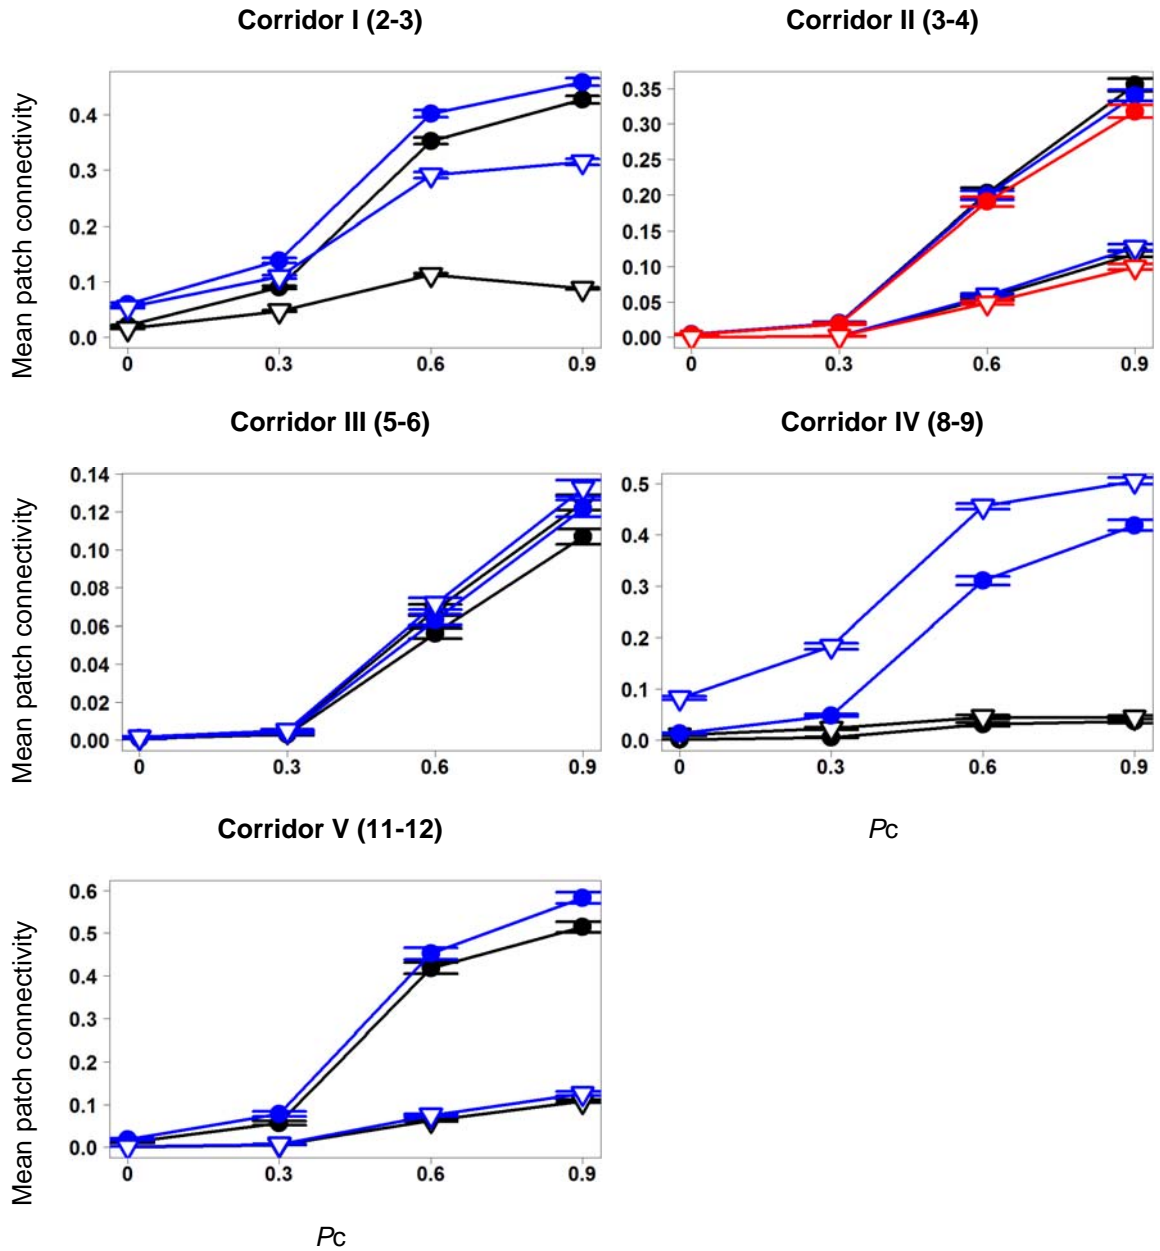 Corridor I (2-3)
Corridor II (3-4)
Mean patch connectivity
0.4
0.3
0.2
0.1
0.0
0 0.3 0.6 0.9
0.35
0.30
0.25
0.20
0.15
0.10
0.05
0.00
0 0.3 0.6 0.9
Corridor III (5-6)
Corridor IV (8-9)
Mean patch connectivity
0.14
0.12
0.10
0.08
0.06
0.04
0.02
0.00
0 0.3 0.6 0.9
0.5
0.4
0.3
0.2
0.1
0.0
0 0.3 0.6 0.9
Pc
Corridor V (11-12)
Mean patch connectivity
0.6
0.5
0.4
0.3
0.2
0.1
0.0
0 0.3 0.6 0.9
Pc